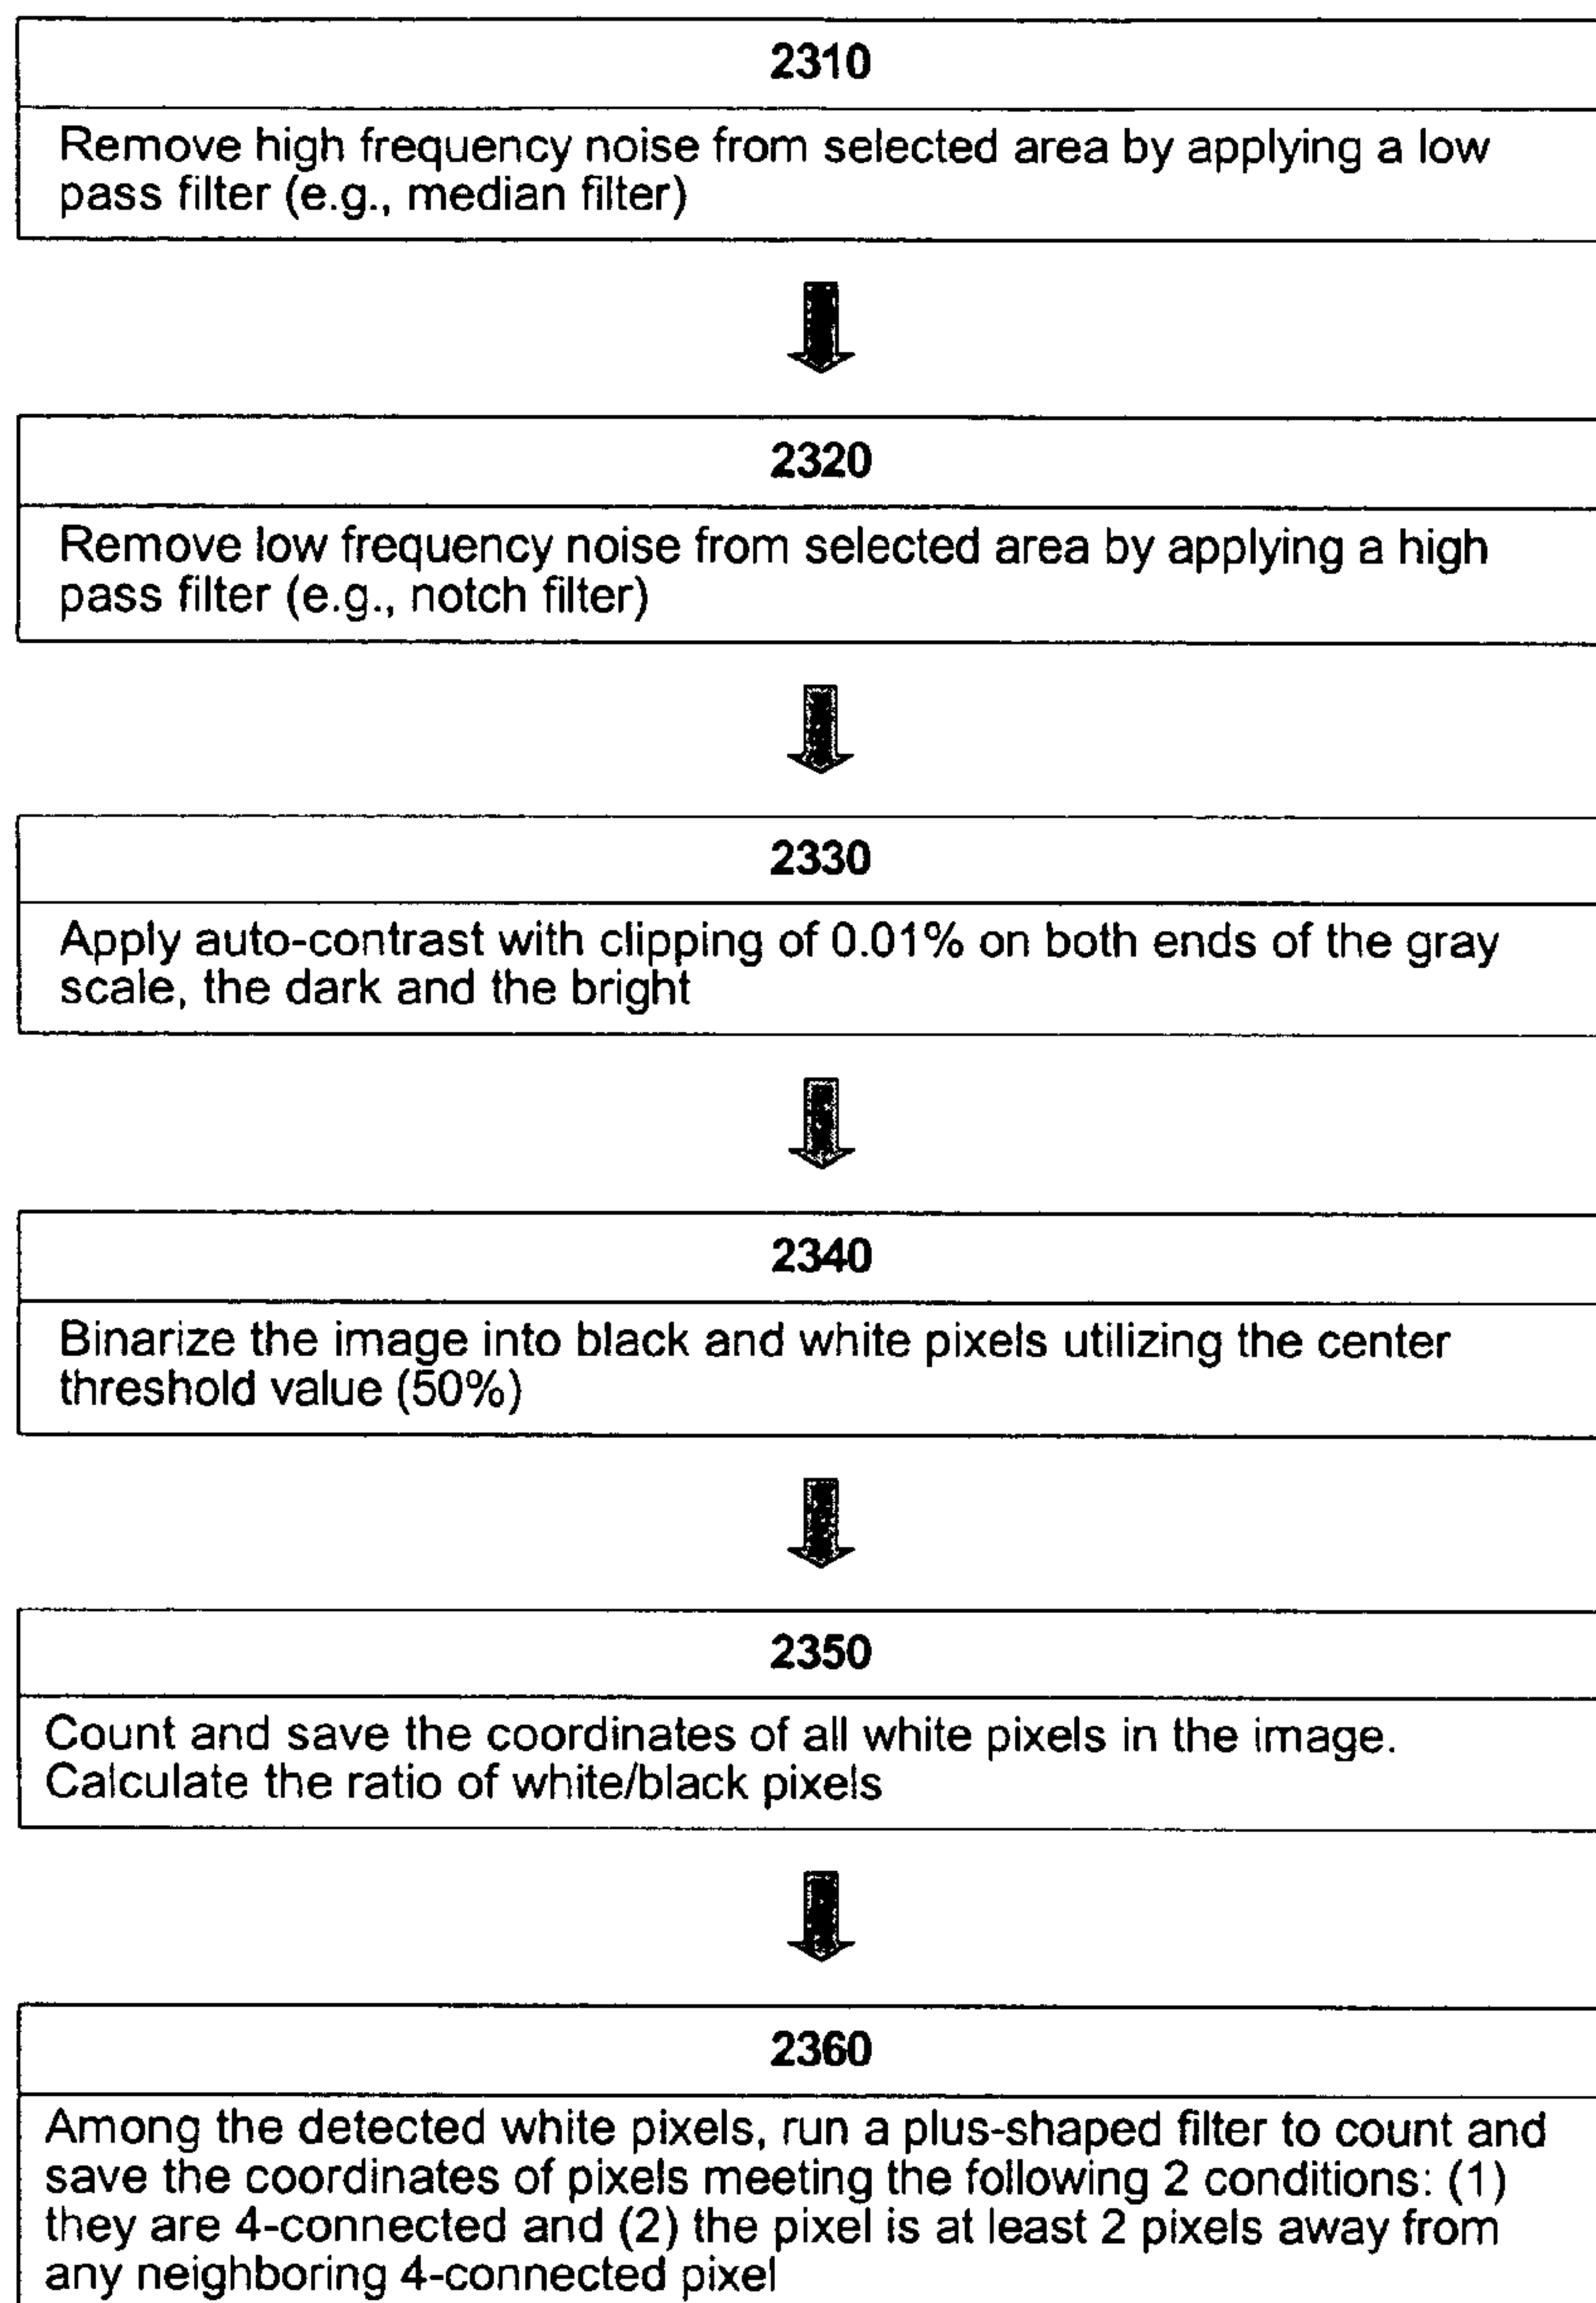 2310
Remove high frequency noise from selected area by applying a low
pass filter (e.g., median filter)
2320
Remove low frequency noise from selected area by applying a high
pass filter (e.g., notch filter)
2330
Apply auto-contrast with clipping of 0.01% on both ends of the gray
scale, the dark and the bright
2340
Binarize the image into black and white pixels utilizing the center
threshold value (50%)
2350
Count and save the coordinates of all white pixels in the image.
Calculate the ratio of white/black pixels
2360
Among the detected white pixels, run a plus-shaped filter to count and
save the coordinates of pixels meeting the following 2 conditions: (1)
they are 4-connected and (2) the pixel is at least 2 pixels away from
any neighboring 4-connected pixel